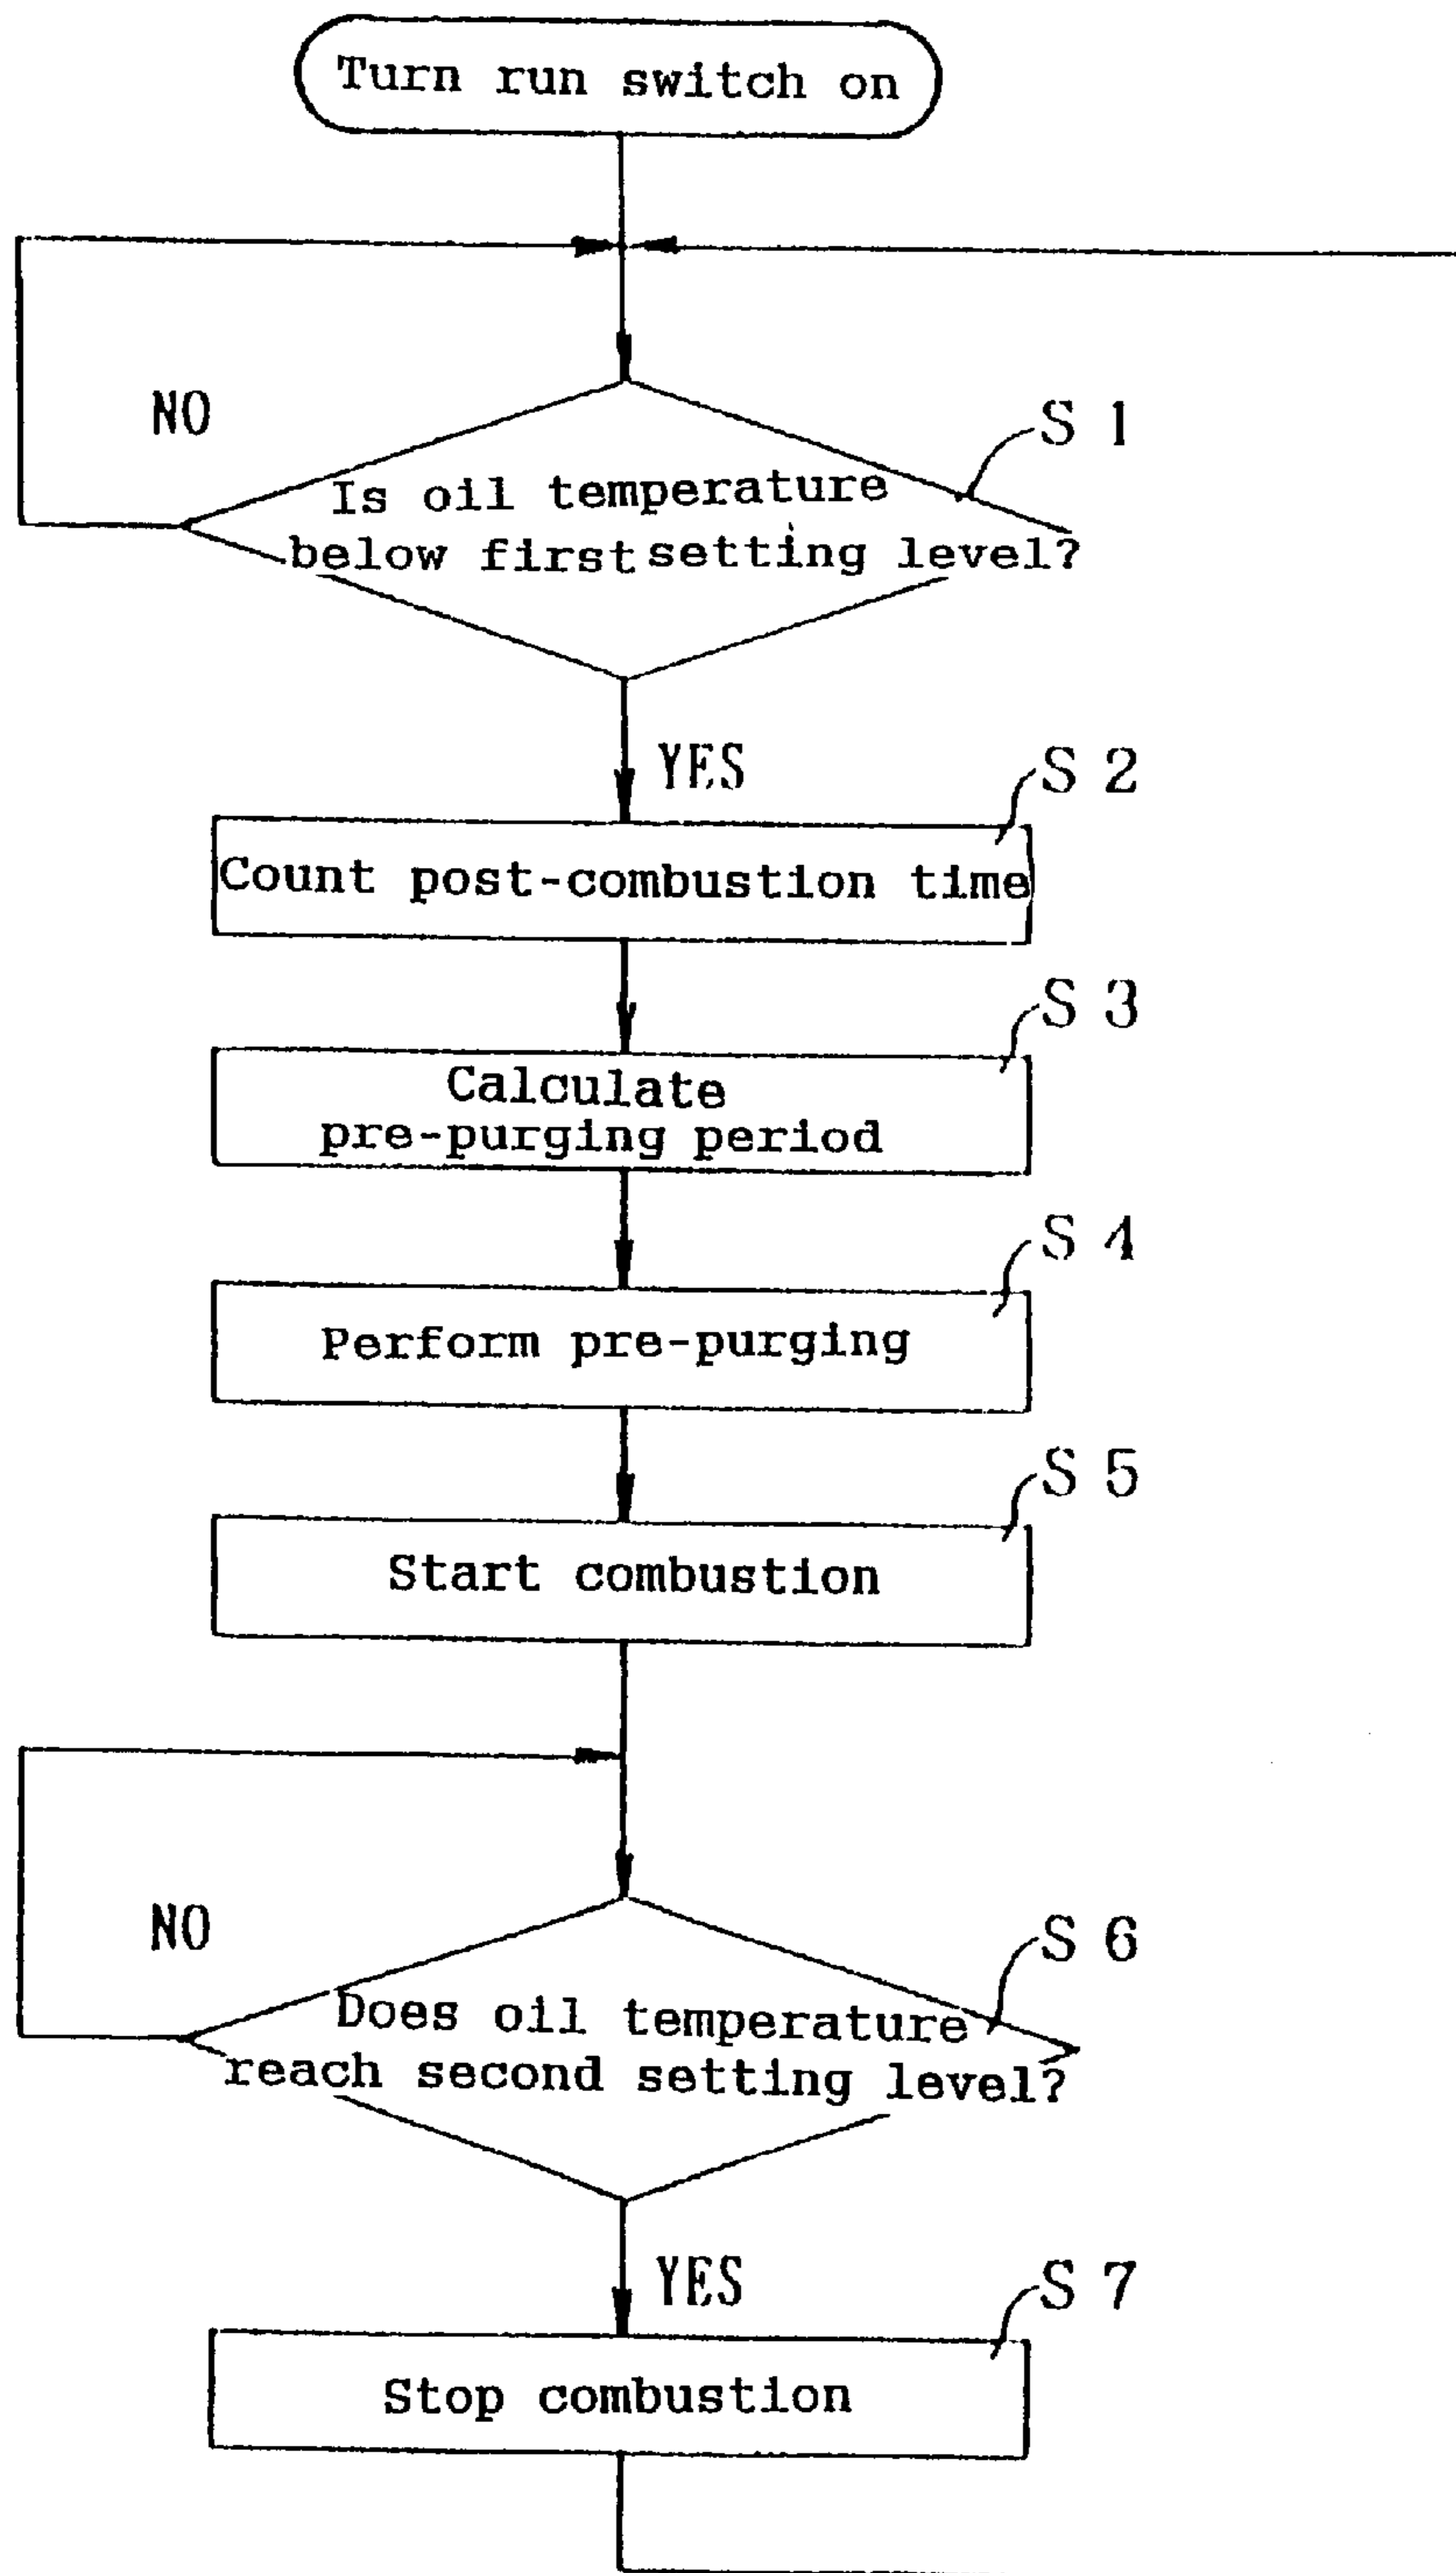 Turn run switch on
NO
S 1
Is oil temperature
below first setting level?
YES
S 2
Count post-combustion time
S 3
Calculate
pre-purging period
S 4
Perform pre-purging
S 5
Start combustion
NO
S 6
Does oil temperature
reach second setting level?
YES
S 7
Stop combustion